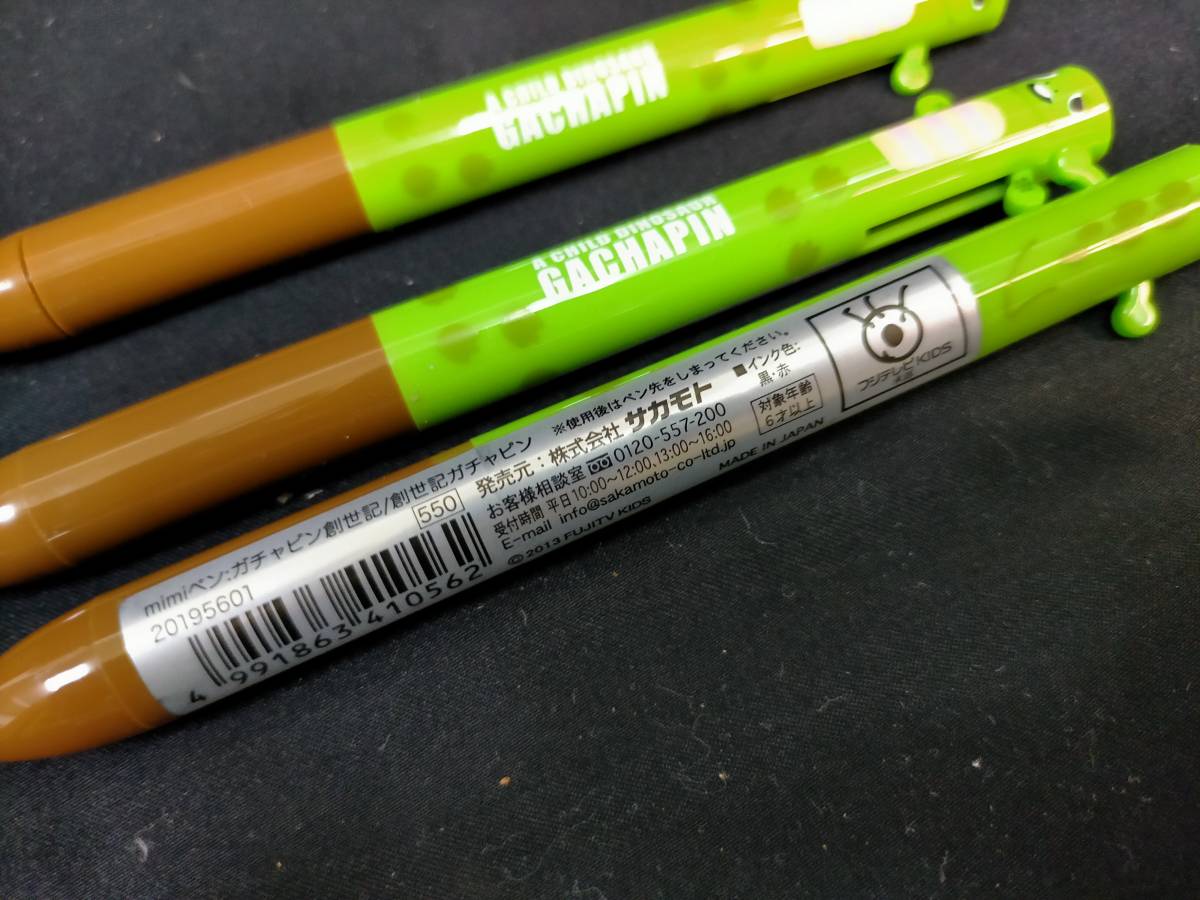 A CHILD DINOSAUR
GACHAPIN
A CHILD DINOSAUR
GACHAPIN
mimiペン:ガチャピン創世記/創世記ガチャピン
20195601
550
4 991863 410562
※使用後はペン先をしまってください。
発売元：株式会社 サカモト
お客様相談室 0120-557-200
受付時間 平日10:00~12:00、13:00~16:00
E-mail info@sakamoto-co-ltd.jp
©2013 FUJITV KIDS
■インク色:
黒・赤
対象年齢
6才以上
MADE IN JAPAN
フジテレビKIDS